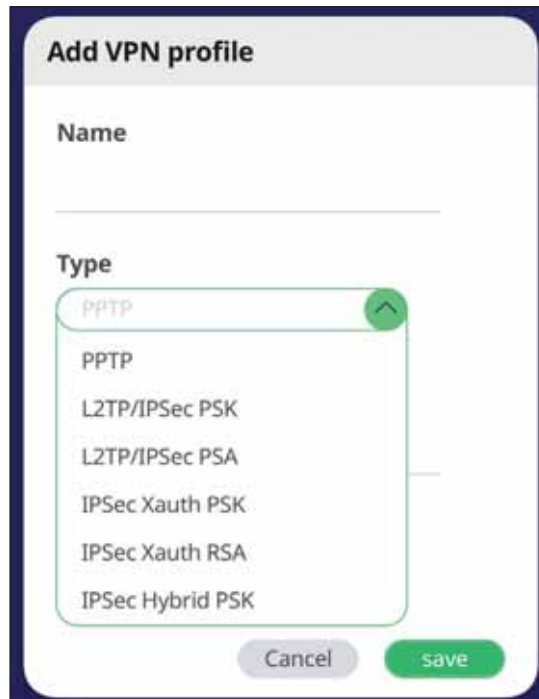 Add VPN profile
Name
Type
PPTP
PPTP
L2TP/IPSec PSK
L2TP/IPSec PSA
IPSec Xauth PSK
IPSec Xauth RSA
IPSec Hybrid PSK
Cancel save